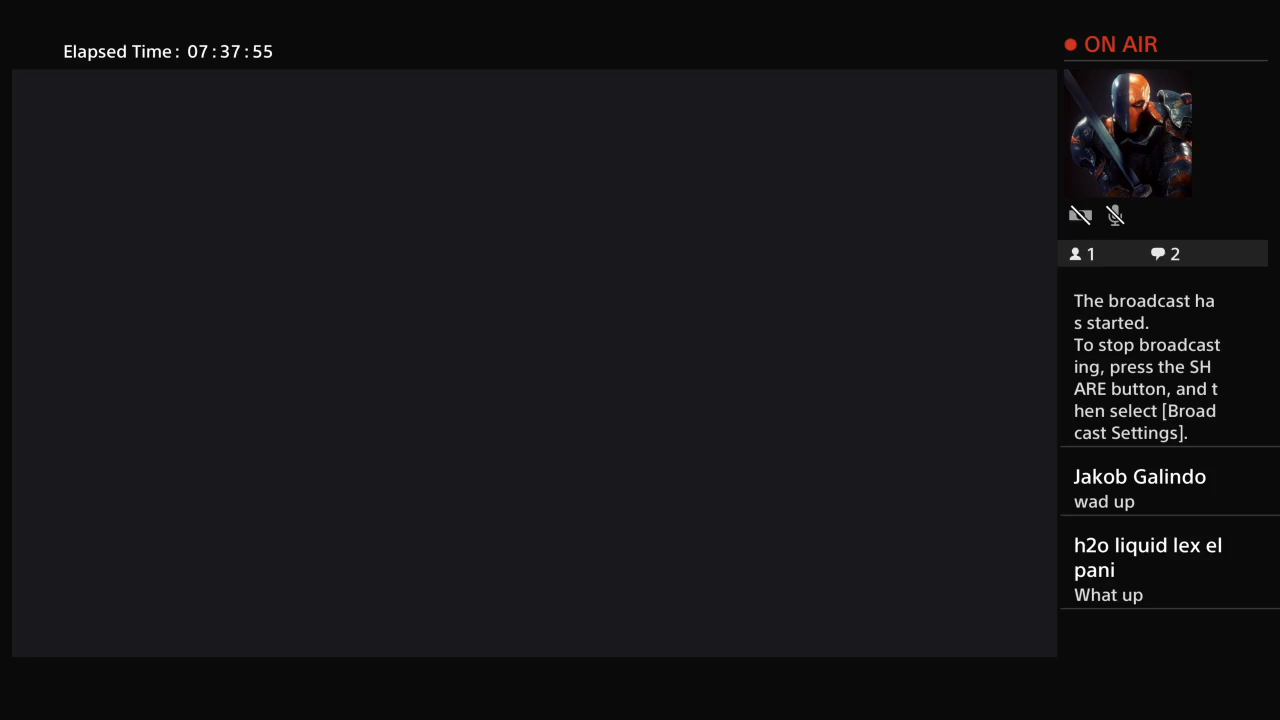 Elapsed Time: 07:37:55
ON AIR
1 2
The broadcast ha
s started.
To stop broadcast
ing, press the SH
ARE button, and t
hen select [Broad
cast Settings].
Jakob Galindo
wad up
h2o liquid lex el
pani
What up